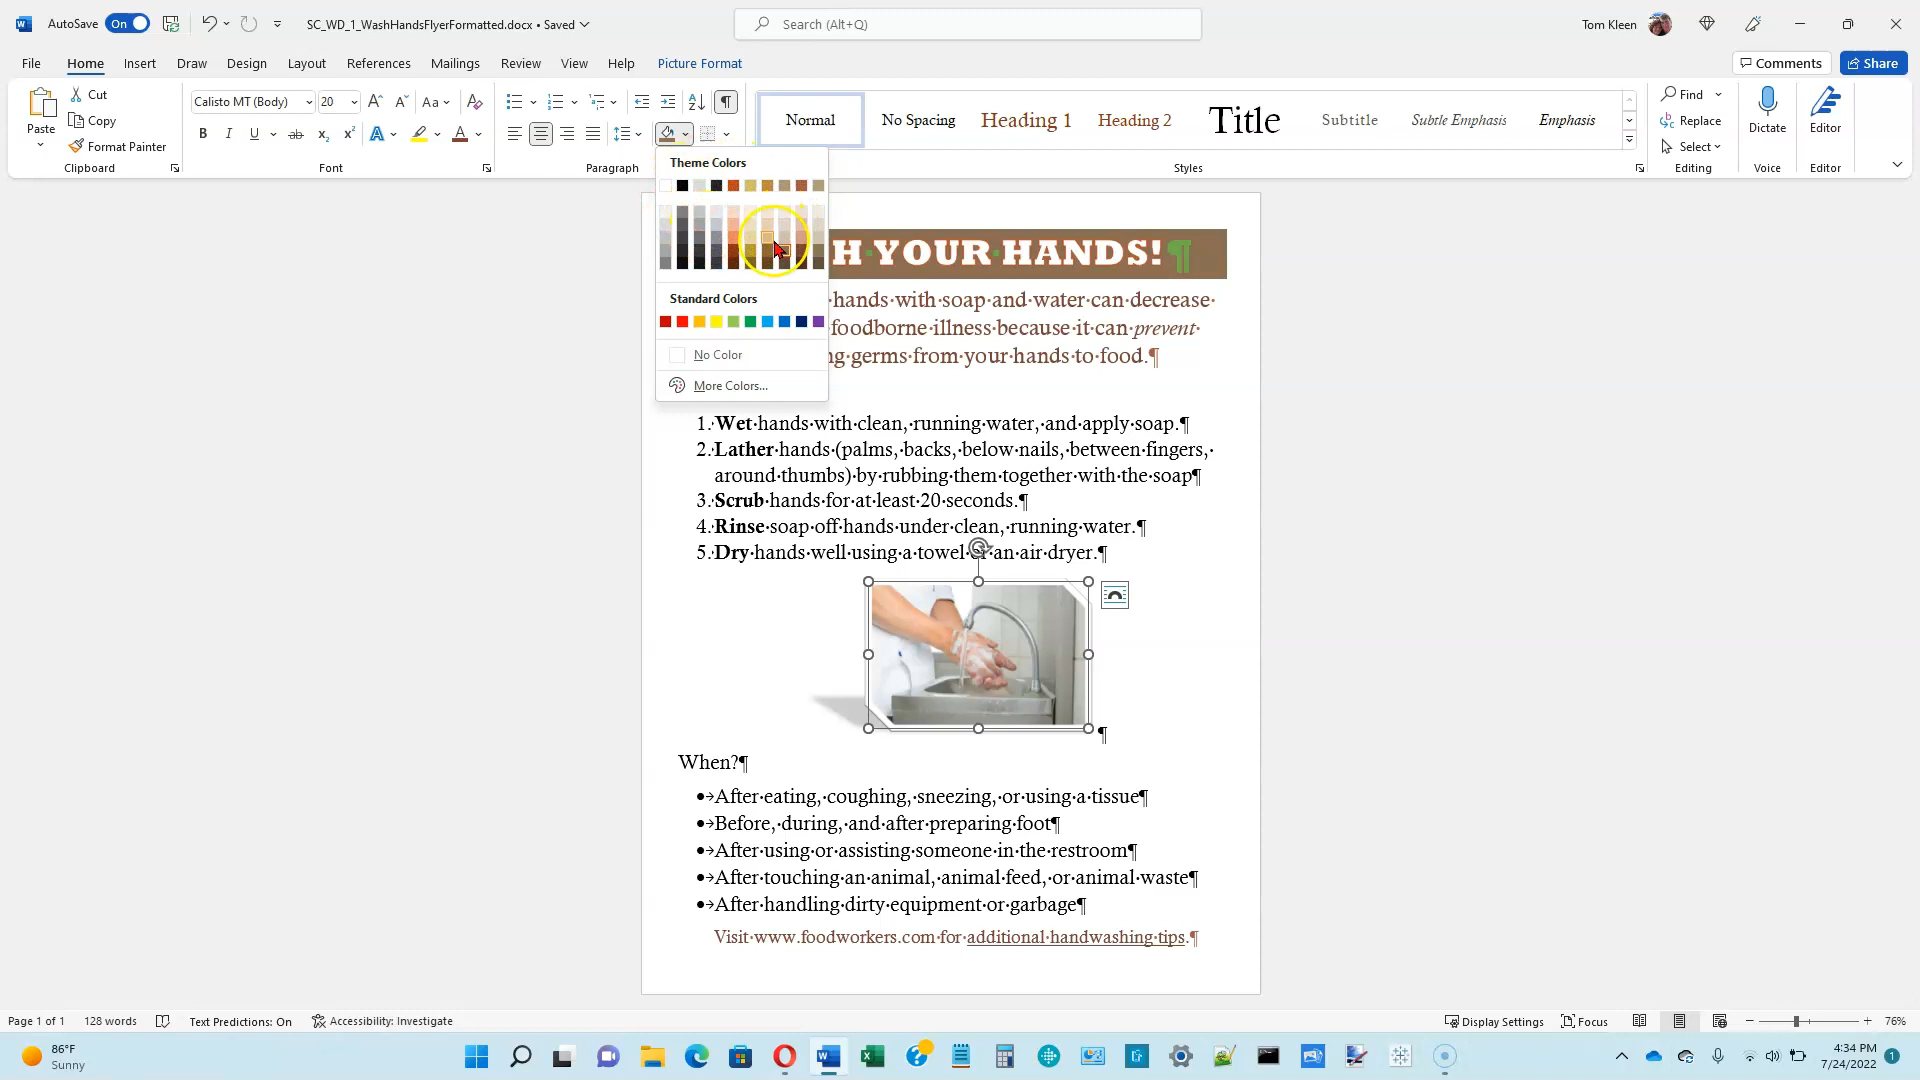 AutoSave On SC_WD_1_WashHandsFlyerFormatted.docx • Saved Search (Alt+Q) Tom Kleen
File Home Insert Draw Design Layout References Mailings Review View Help Picture Format Comments Share
Paste Cut Copy Format Painter Clipboard
Calisto MT (Body) 20 Aa Font
Paragraph
Normal No Spacing Heading 1 Heading 2 Title Subtitle Subtle Emphasis Emphasis Styles
Find Replace Select Editing
Dictate Voice
Editor Editor
Theme Colors
Standard Colors
No Color
More Colors...
H·YOUR·HANDS!¶
·hands·with·soap·and·water·can·decrease·
foodborne·illness·because·it·can·prevent·
ng·germs·from·your·hands·to·food.¶
1.·Wet·hands·with·clean,·running·water,·and·apply·soap.¶
2.·Lather·hands·(palms,·backs,·below·nails,·between·fingers,·
around·thumbs)·by·rubbing·them·together·with·the·soap¶
3.·Scrub·hands·for·at·least·20·seconds.¶
4.·Rinse·soap·off·hands·under·clean,·running·water.¶
5.·Dry·hands·well·using·a·towel·or·an·air·dryer.¶
¶
When?¶
•→After·eating,·coughing,·sneezing,·or·using·a·tissue¶
•→Before,·during,·and·after·preparing·foot¶
•→After·using·or·assisting·someone·in·the·restroom¶
•→After·touching·an·animal,·animal·feed,·or·animal·waste¶
•→After·handling·dirty·equipment·or·garbage¶
Visit·www.foodworkers.com·for·additional·handwashing·tips.¶
Page 1 of 1 128 words Text Predictions: On Accessibility: Investigate Display Settings Focus 76%
86°F
Sunny
4:34 PM
7/24/2022 1